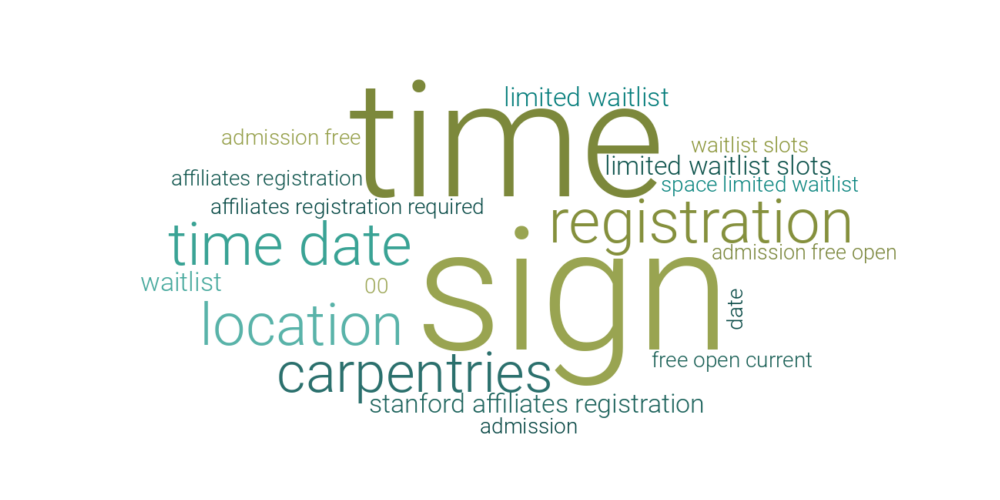 time
limited waitlist
admission free
waitlist slots
limited waitlist slots
affiliates registration
space limited waitlist
affiliates registration required
registration
time date
sign
admission free open
waitlist
00
date
location
free open current
carpentries
stanford affiliates registration
admission